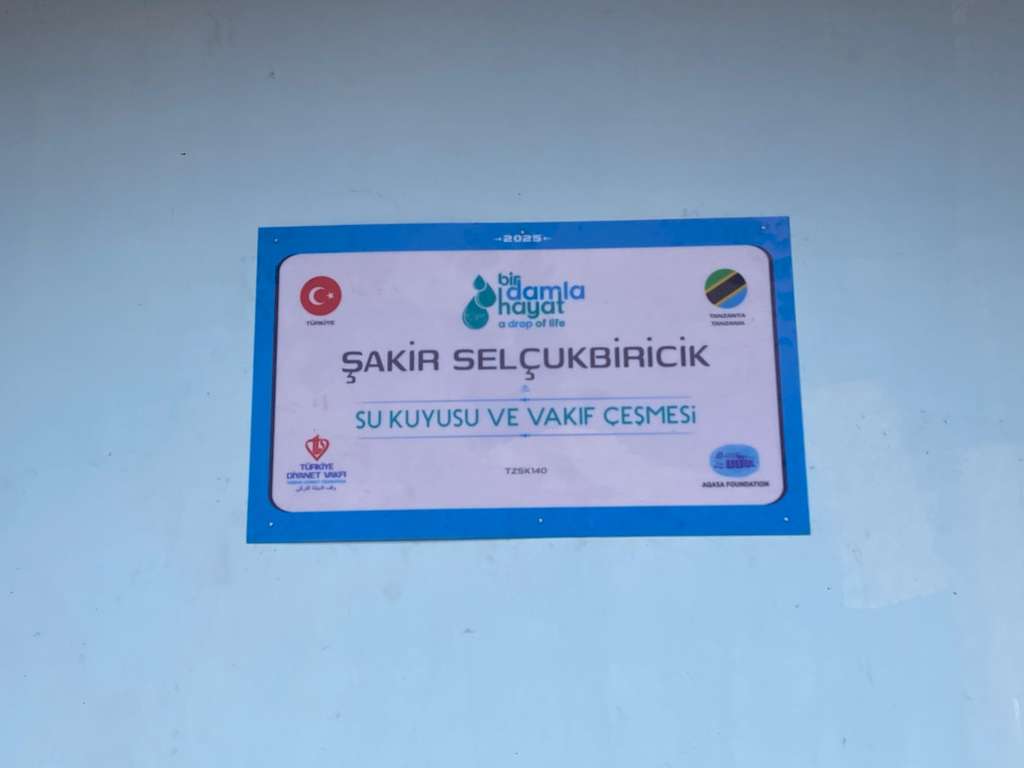 2025
TÜRKİYE
bir
damla
hayat
a drop of life
TANZANYA
TANZANIA
ŞAKİR SELÇUKBİRİCİK
SU KUYUSU VE VAKIF ÇEŞMESİ
TÜRKİYE
DİYANET VAKFI
TZSK140
AQASA FOUNDATION